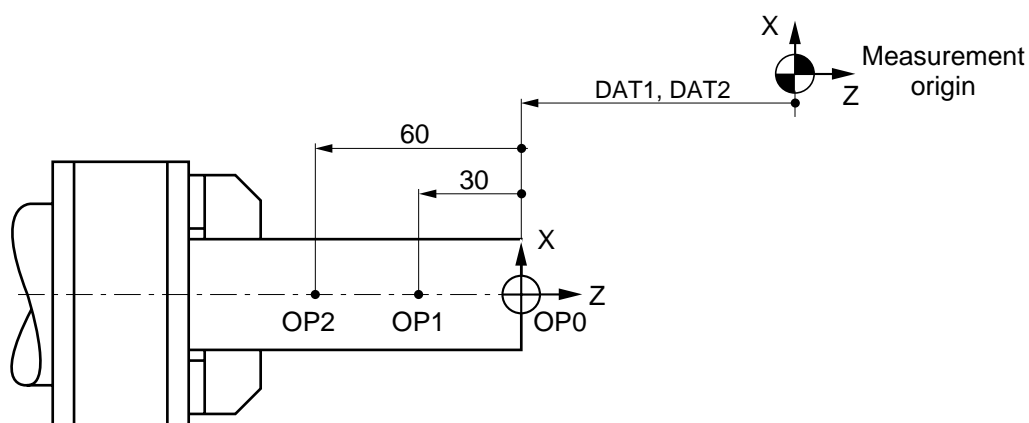 X
Measurement
origin
Z
DAT1, DAT2
60
30
X
Z
OP2
OP1
OP0